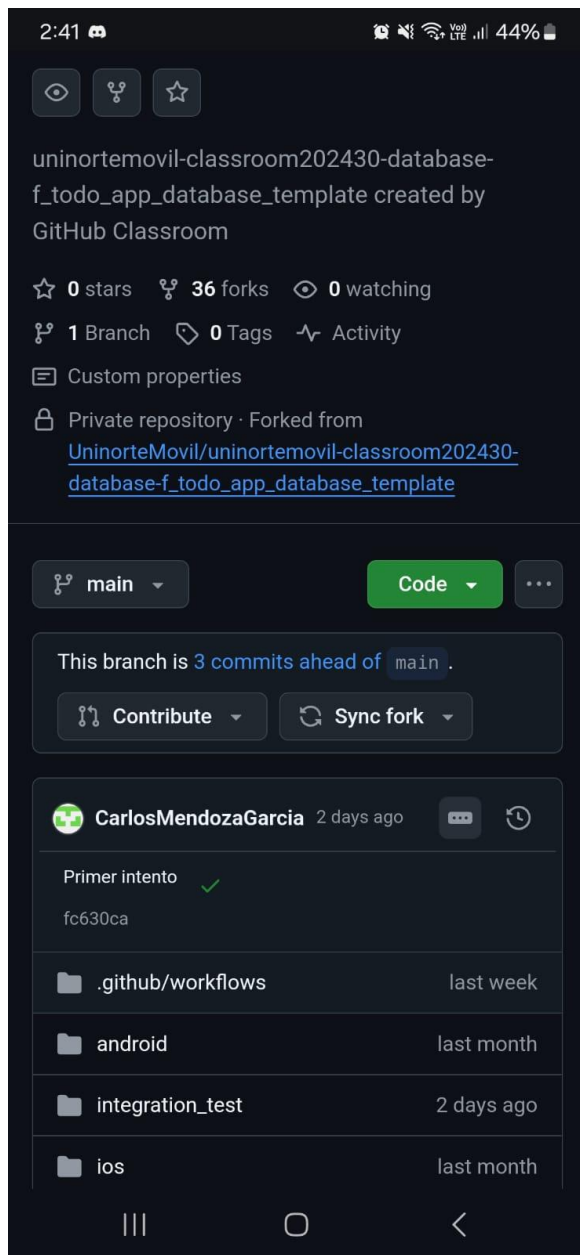 2:41 Vo)) LTE 44%
uninortemovil-classroom202430-database-
f_todo_app_database_template created by
GitHub Classroom
0 stars 36 forks 0 watching
1 Branch 0 Tags Activity
Custom properties
Private repository · Forked from
UninorteMovil/uninortemovil-classroom202430-
database-f_todo_app_database_template
main Code
This branch is 3 commits ahead of main .
Contribute Sync fork
CarlosMendozaGarcia 2 days ago
Primer intento
fc630ca
.github/workflows last week
android last month
integration_test 2 days ago
ios last month